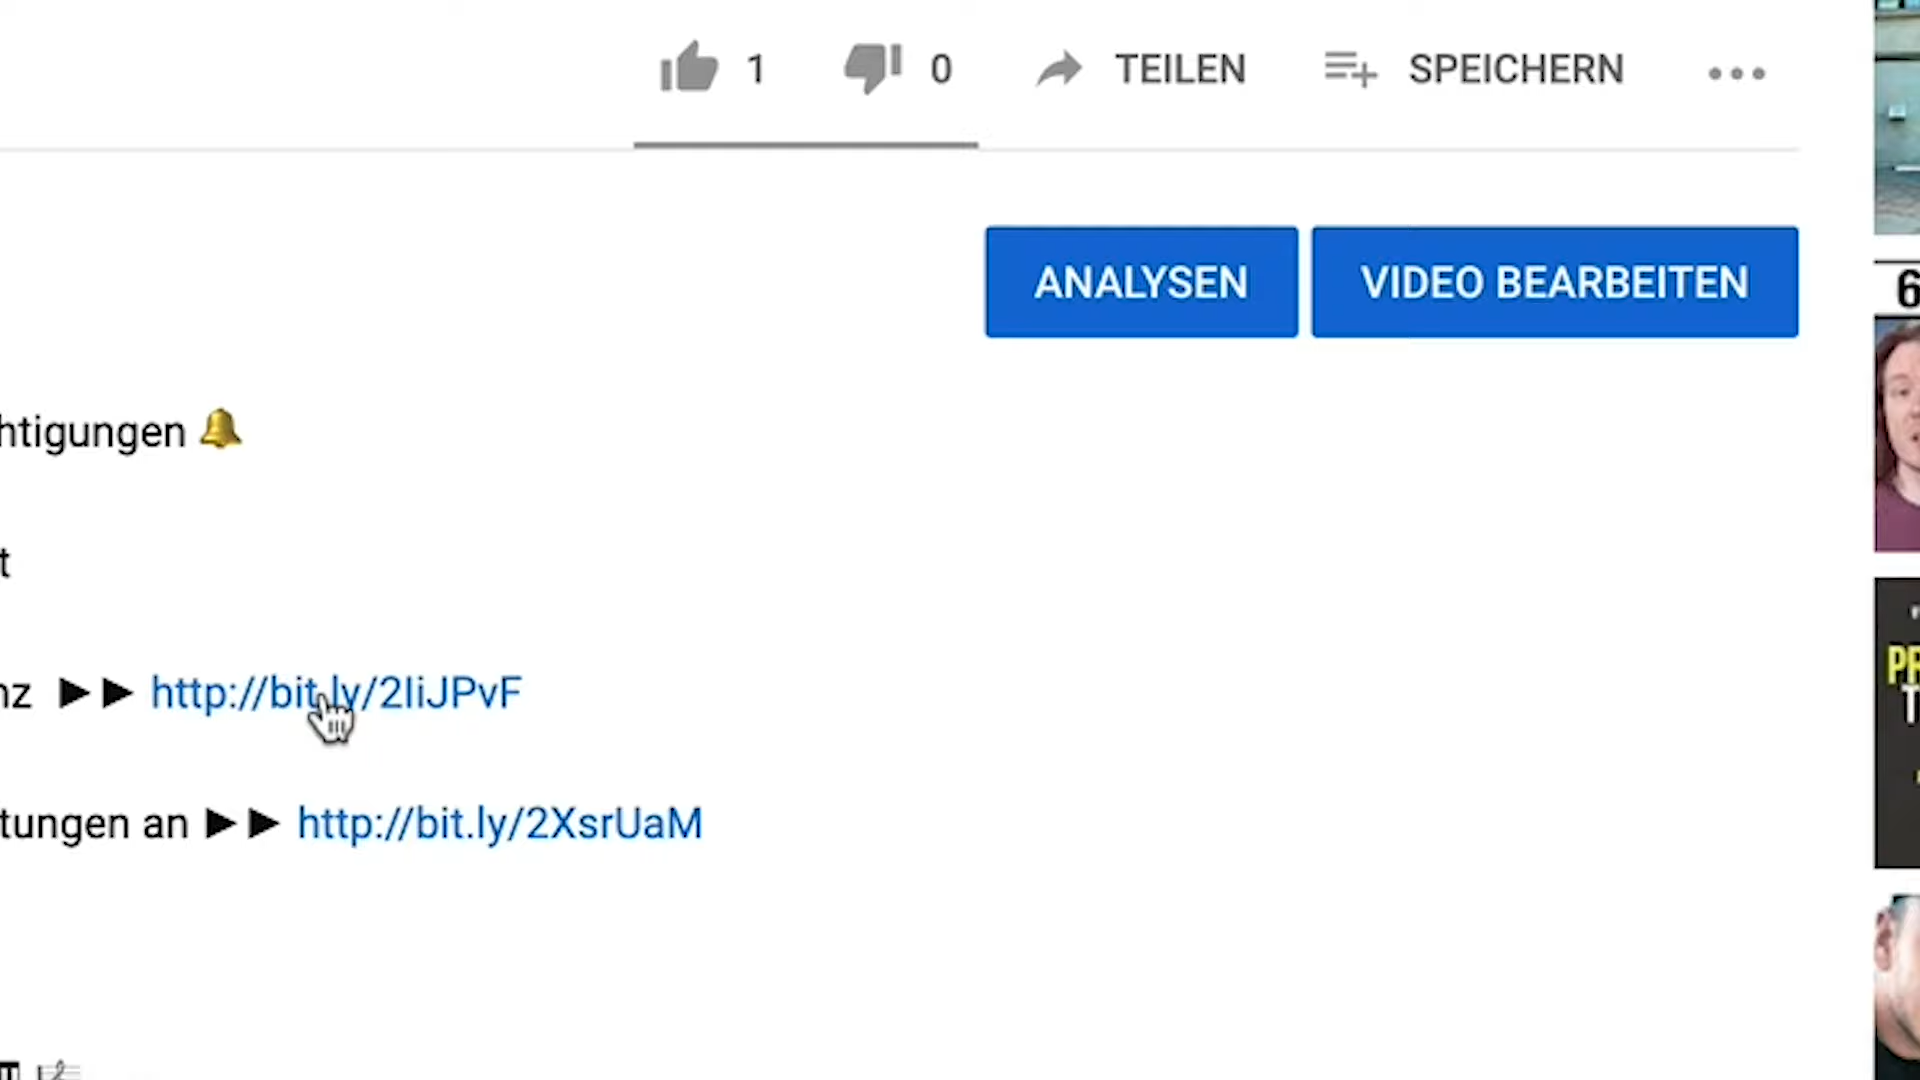 1 0 TEILEN SPEICHERN
ANALYSEN VIDEO BEARBEITEN
6
htigungen
t
nz ►► http://bit.ly/2IiJPvF
tungen an ►► http://bit.ly/2XsrUaM